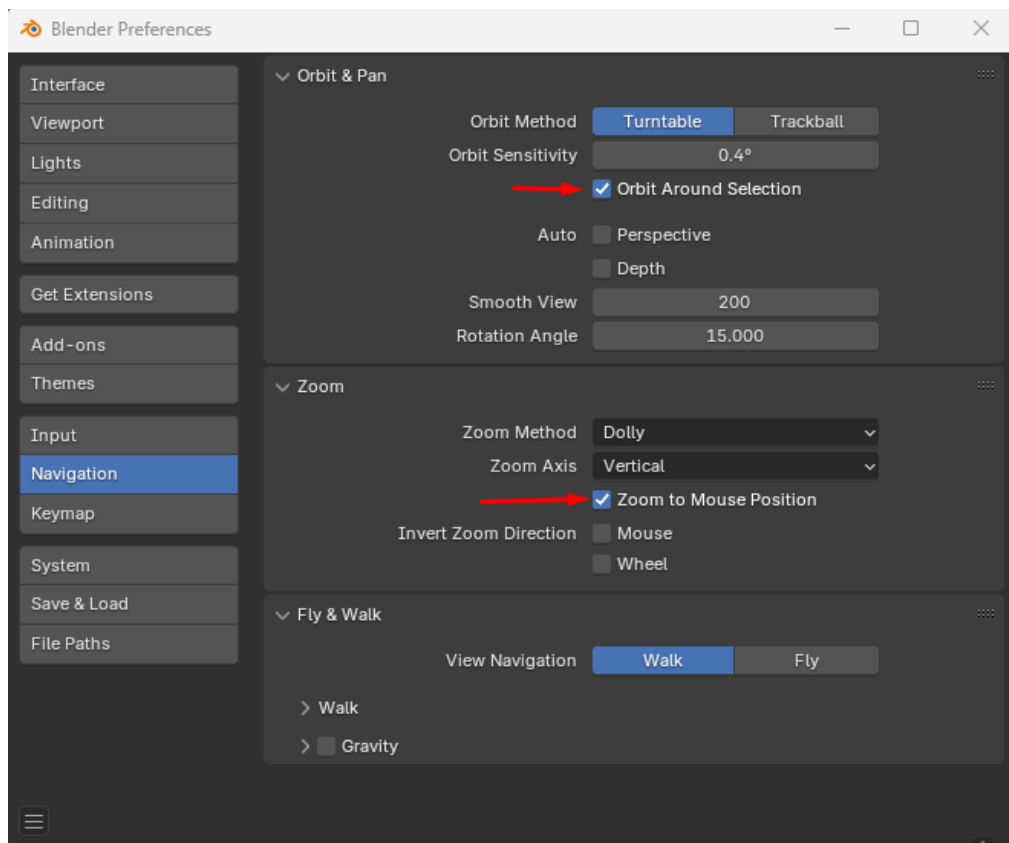 Blender Preferences
Interface
Viewport
Lights
Editing
Animation
Get Extensions
Add-ons
Themes
Input
Navigation
Keymap
System
Save & Load
File Paths
Orbit & Pan
Orbit Method Turntable Trackball
Orbit Sensitivity 0.4°
Orbit Around Selection
Auto Perspective
Depth
Smooth View 200
Rotation Angle 15.000
Zoom
Zoom Method Dolly
Zoom Axis Vertical
Zoom to Mouse Position
Invert Zoom Direction Mouse
Wheel
Fly & Walk
View Navigation Walk Fly
Walk
Gravity